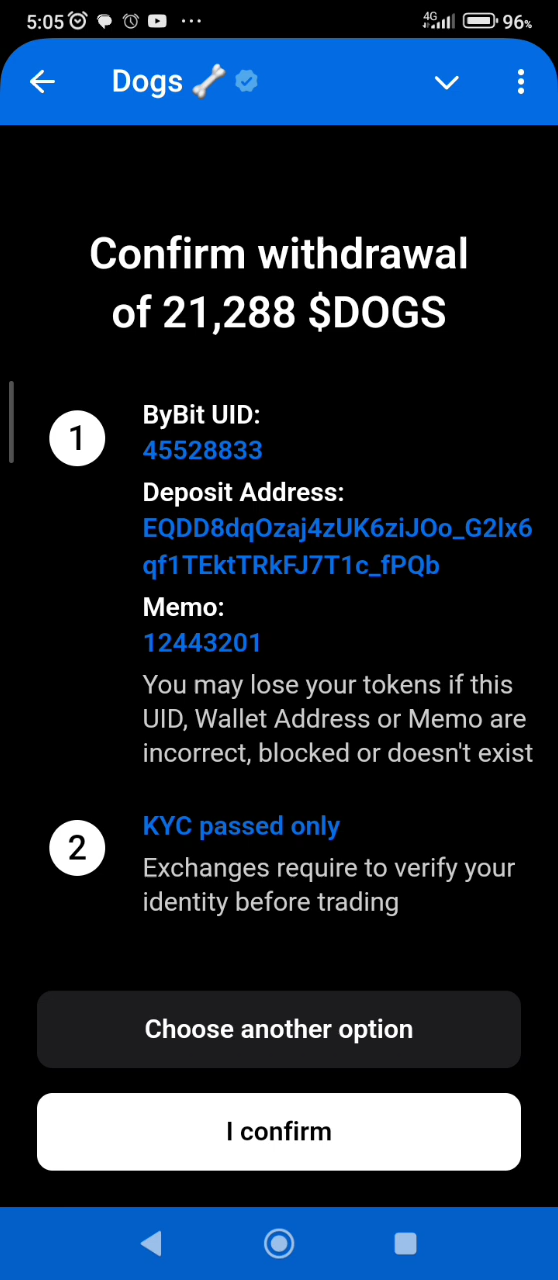 5:05
4G
96%
Dogs
Confirm withdrawal
of 21,288 $DOGS
1
ByBit UID:
45528833
Deposit Address:
EQDD8dqOzaj4zUK6ziJOo_G2lx6
qf1TEktTRkFJ7T1c_fPQb
Memo:
12443201
You may lose your tokens if this
UID, Wallet Address or Memo are
incorrect, blocked or doesn't exist
2
KYC passed only
Exchanges require to verify your
identity before trading
Choose another option
I confirm